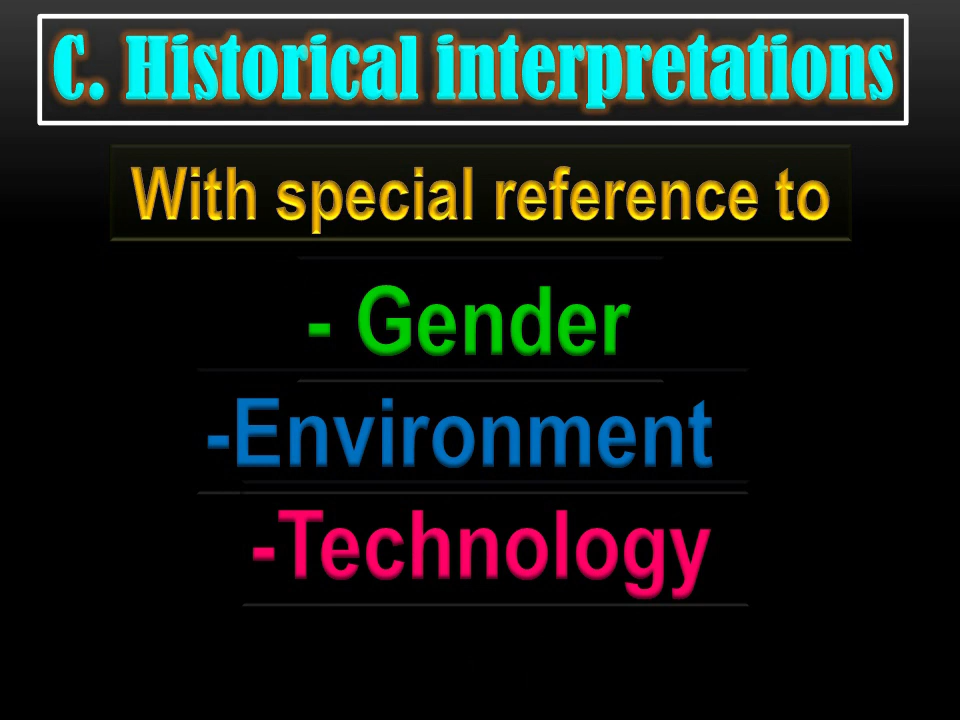 C. Historical interpretations
With special reference to
- Gender
-Environment
-Technology